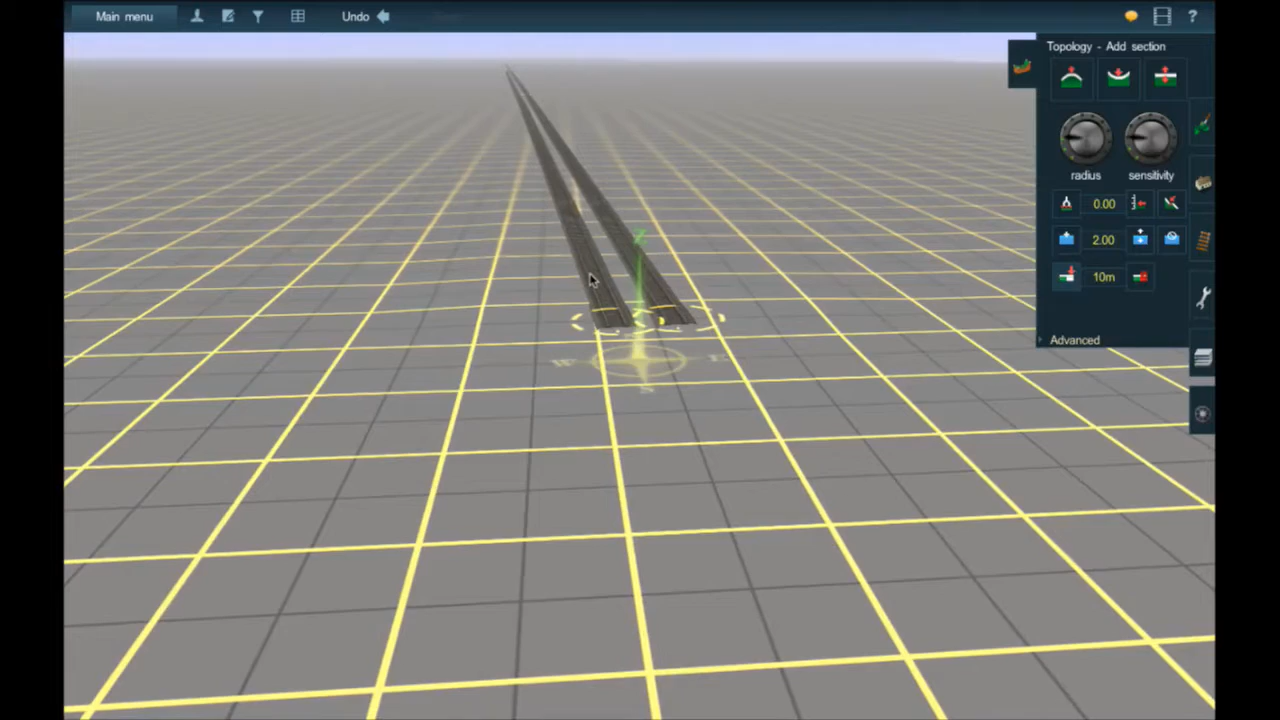 Main menu
Undo
?
Topology - Add section
radius
sensitivity
0.00
2.00
10m
Advanced
Z
W
E
S